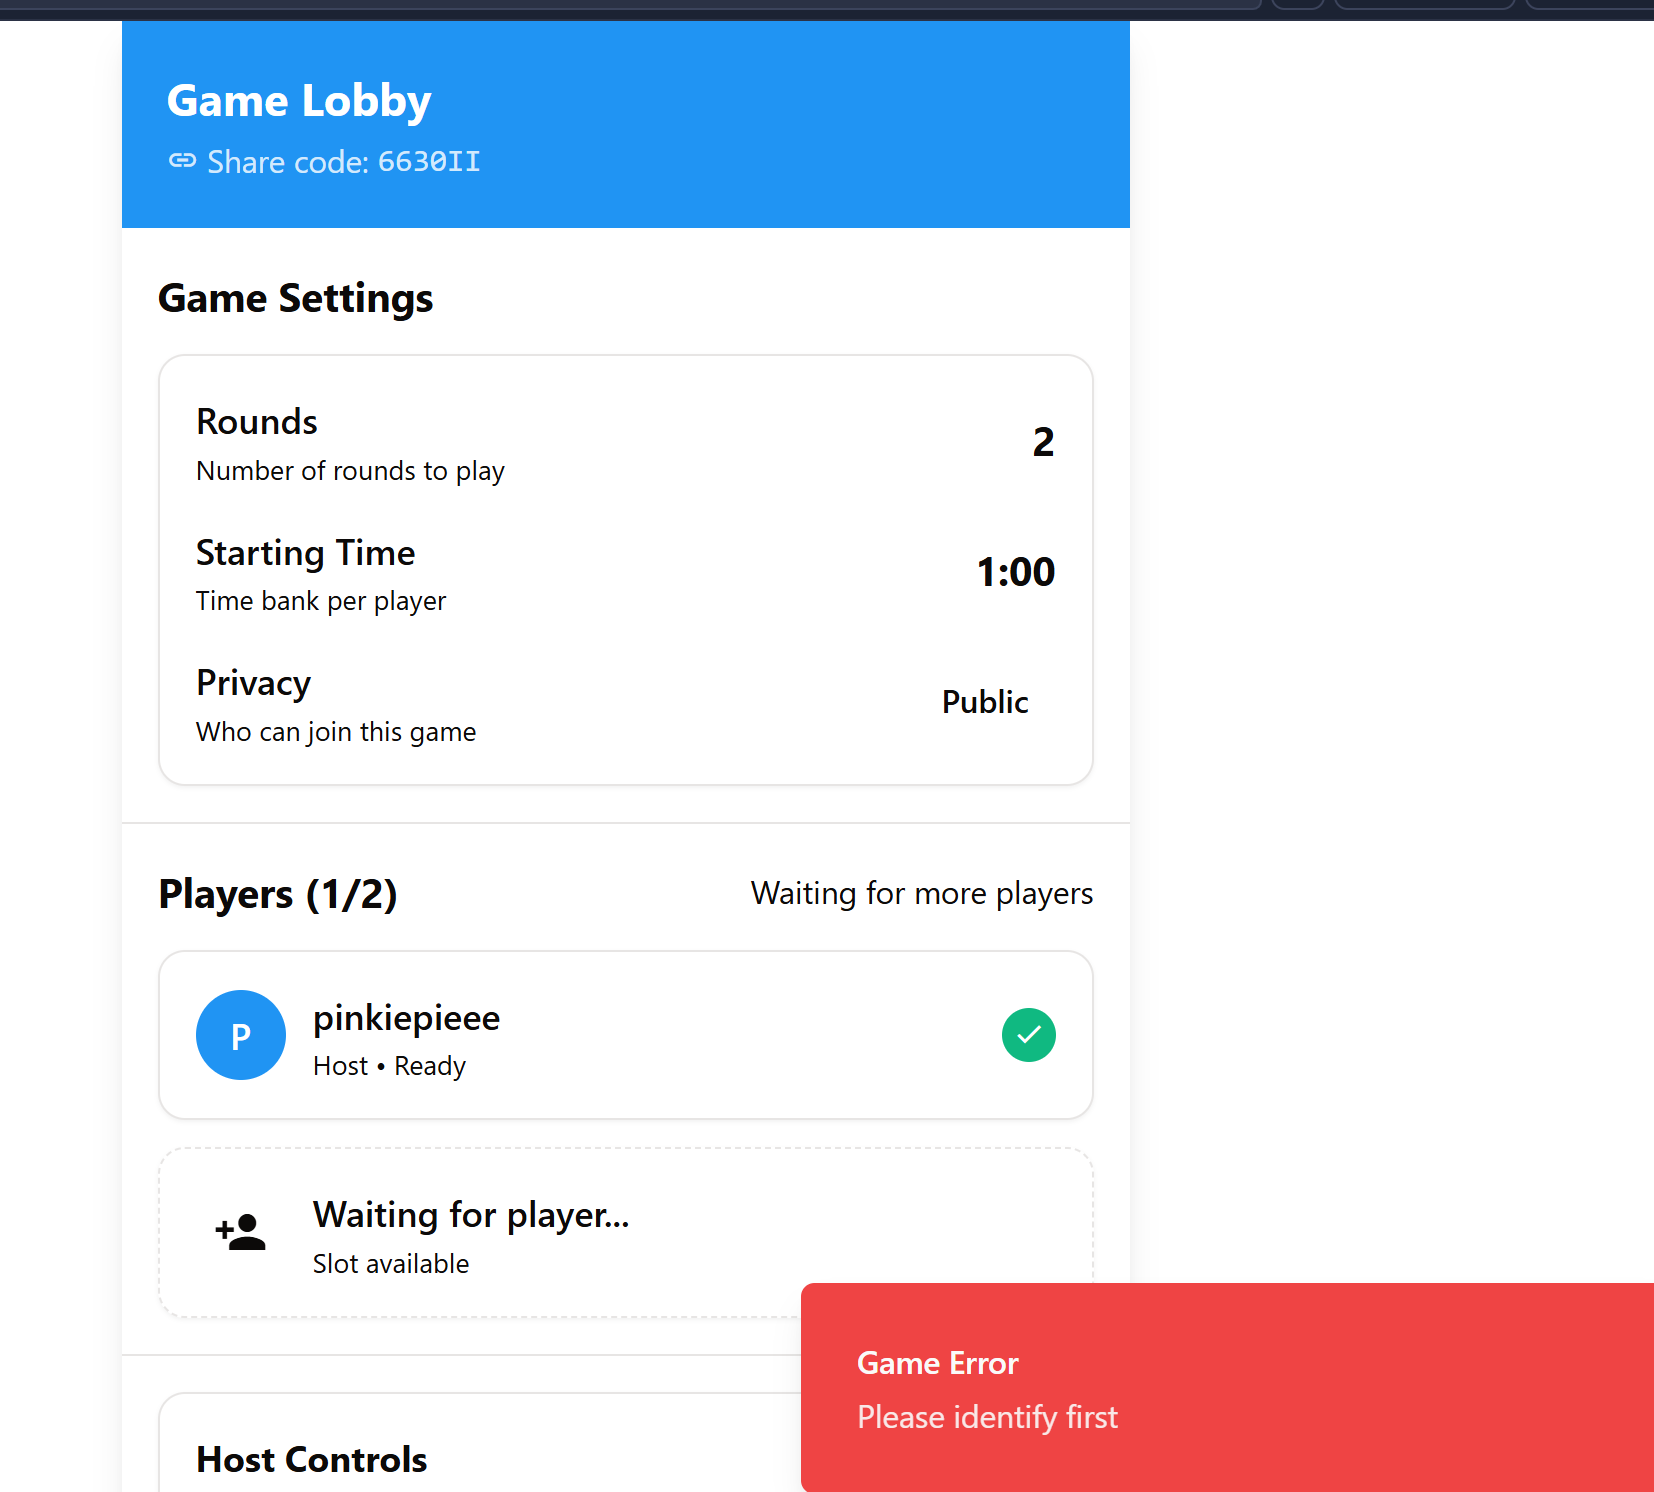 Game Lobby
Share code: 6630II
Game Settings
Rounds
Number of rounds to play
2
Starting Time
Time bank per player
1:00
Privacy
Who can join this game
Public
Players (1/2)
Waiting for more players
P
pinkiepieee
Host • Ready
Waiting for player...
Slot available
Game Error
Please identify first
Host Controls